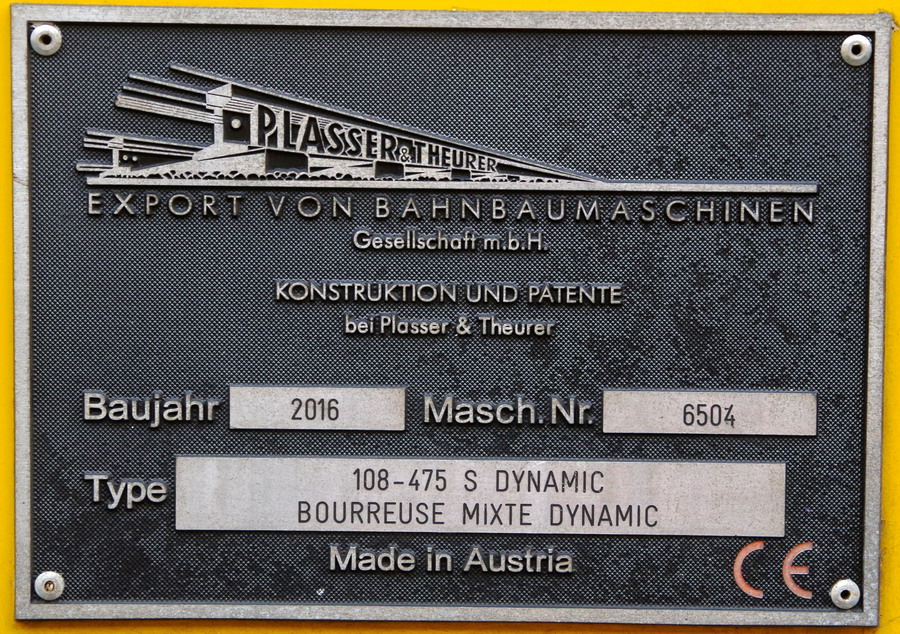 PLASSER & THEURER
EXPORT VON BAHNBAUMASCHINEN
Gesellschaft m.b.H.
KONSTRUKTION UND PATENTE
bei Plasser & Theurer
Baujahr 2016 Masch. Nr. 6504
Type 108-475 S DYNAMIC
BOURREUSE MIXTE DYNAMIC
Made in Austria
CE